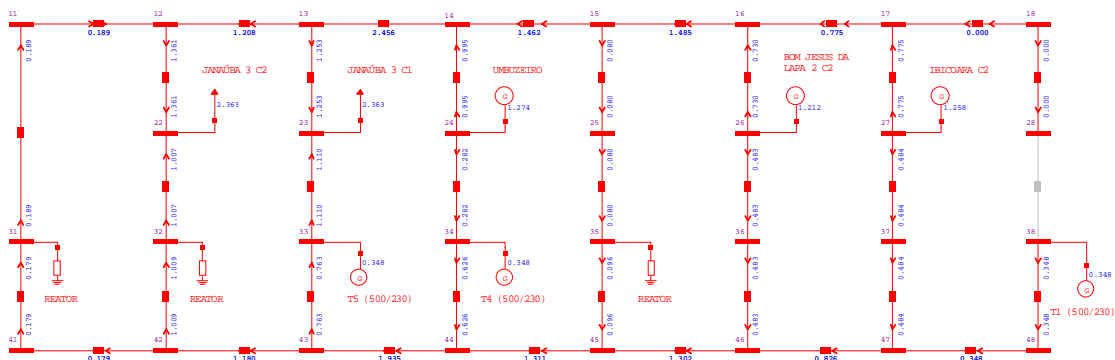 11 12 13 14 15 16 17 18
0.189 1.208 2.456 1.462 1.485 0.775 0.000
0.189 1.361 1.253 0.995 0.080 0.730 0.775 0.000
JANAÚBA 3 C2 JANAÚBA 3 C1 UMBUZEIRO BOM JESUS DA
LAPA 2 C2 IBICOARA C2
G G G
1.361 2.363 1.253 2.363 0.995 1.274 0.080 0.730 1.212 0.775 1.258 0.000
22 23 24 25 26 27 28
1.007 1.110 0.282 0.080 0.483 0.484
0.189 1.007 1.110 0.282 0.080 0.483 0.484
31 32 33 34 35 36 37 38
0.179 1.009 0.763 0.348 0.626 0.348 0.096 0.483 0.484 0.348 0.348
G G G
REATOR REATOR T5 (500/230) T4 (500/230) REATOR T1 (500/230)
0.179 1.009 0.763 0.626 0.096 0.483 0.484 0.348
41 42 43 44 45 46 47 48
0.179 1.180 1.935 1.311 1.302 0.826 0.348